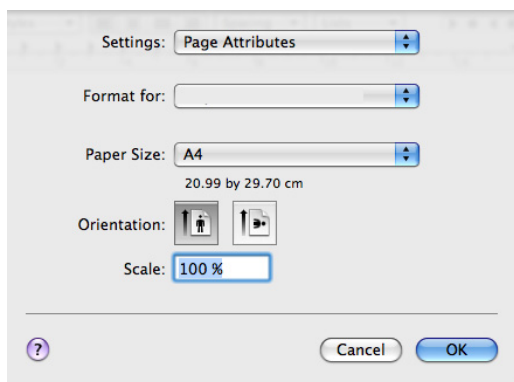 Settings: Page Attributes
Format for:
Paper Size: A4
20.99 by 29.70 cm
Orientation:
Scale: 100 %
? Cancel OK